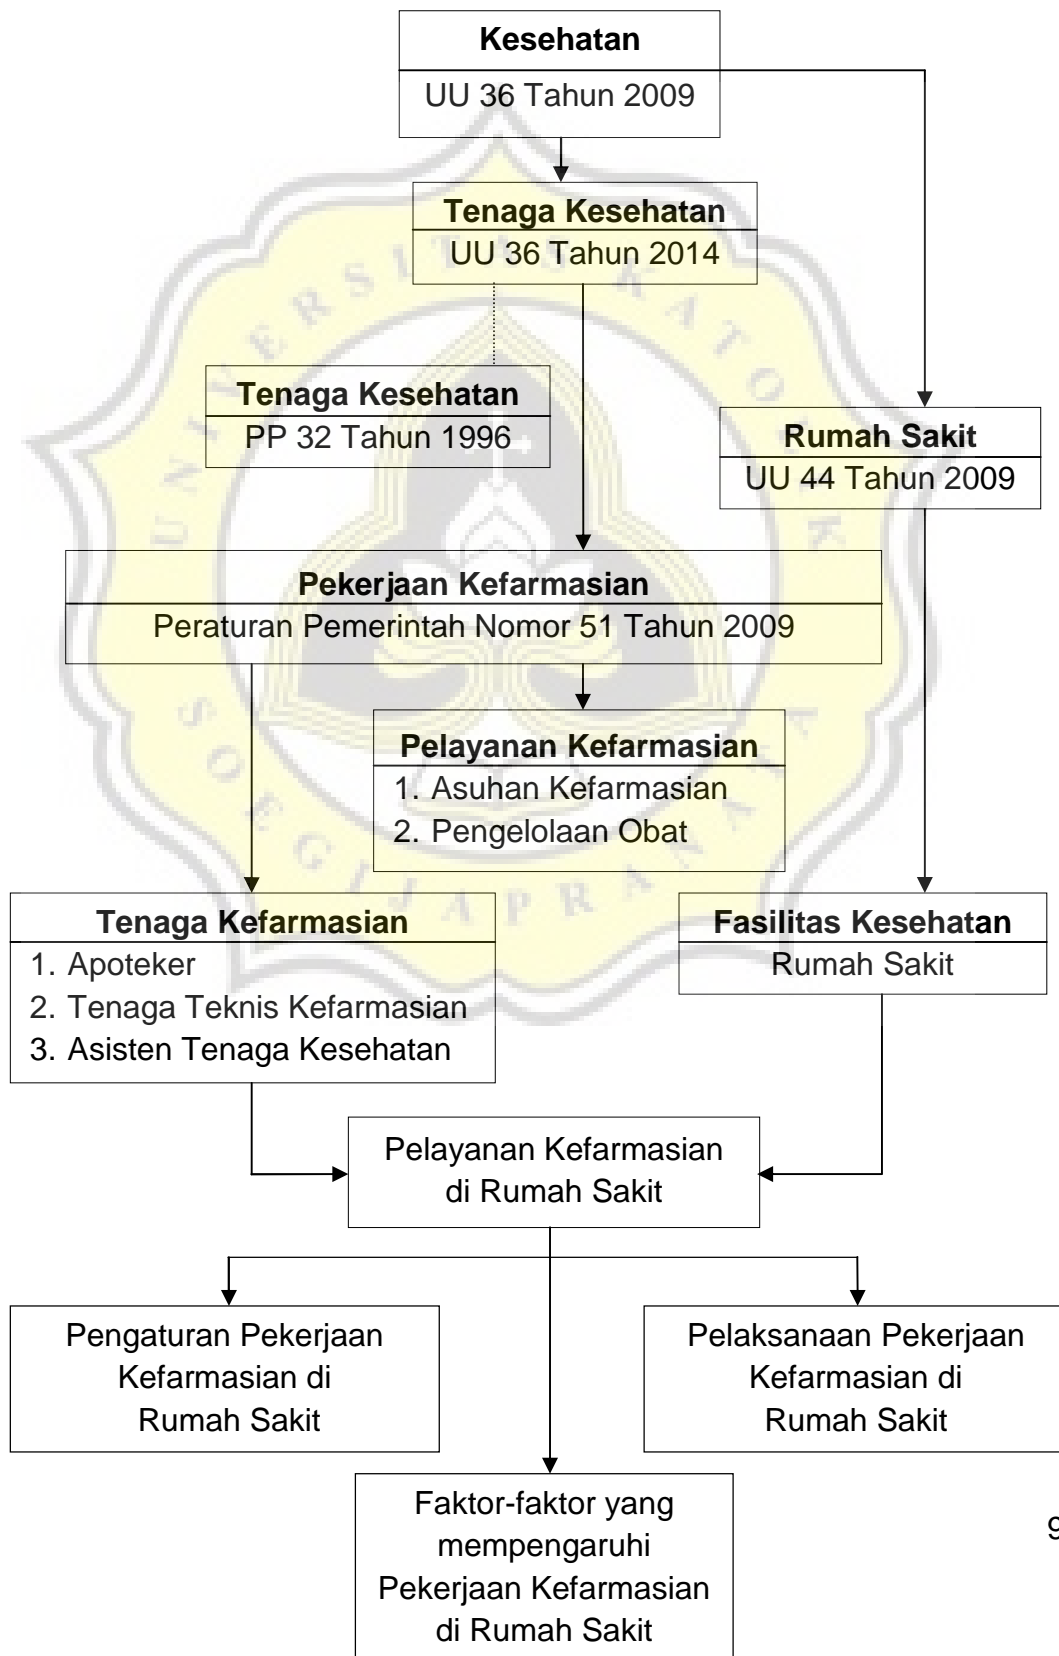 Kesehatan
UU 36 Tahun 2009
Tenaga Kesehatan
UU 36 Tahun 2014
Tenaga Kesehatan
PP 32 Tahun 1996
Rumah Sakit
UU 44 Tahun 2009
Pekerjaan Kefarmasian
Peraturan Pemerintah Nomor 51 Tahun 2009
Pelayanan Kefarmasian
1. Asuhan Kefarmasian
2. Pengelolaan Obat
Tenaga Kefarmasian
1. Apoteker
2. Tenaga Teknis Kefarmasian
3. Asisten Tenaga Kesehatan
Fasilitas Kesehatan
Rumah Sakit
Pelayanan Kefarmasian
di Rumah Sakit
Pengaturan Pekerjaan
Kefarmasian di
Rumah Sakit
Pelaksanaan Pekerjaan
Kefarmasian di
Rumah Sakit
Faktor-faktor yang
mempengaruhi
Pekerjaan Kefarmasian
di Rumah Sakit
9
UNIVERSITAS KATOLIK
SOEGIJAPRANATA